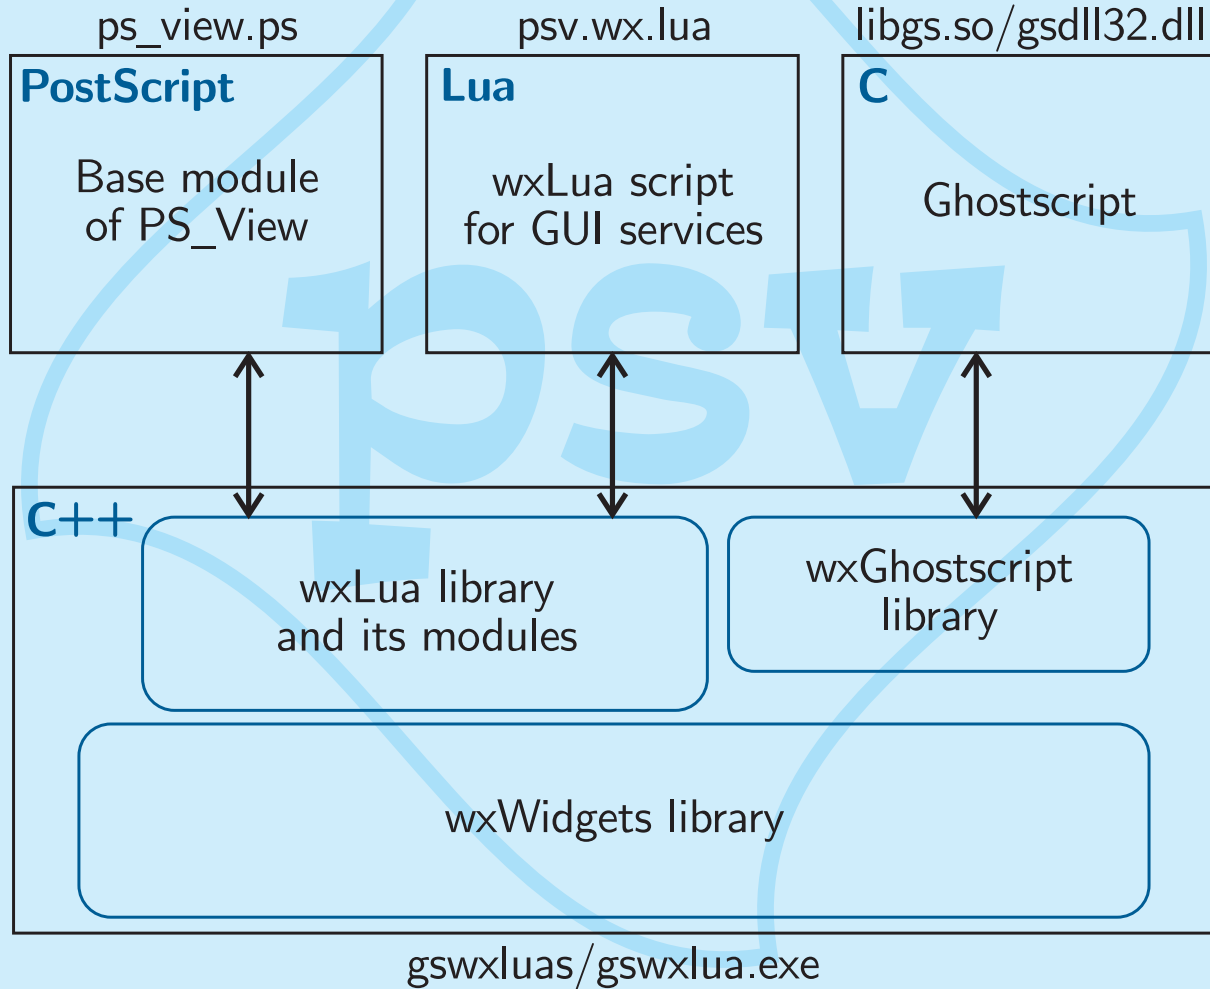 ps_view.ps
psv.wx.lua
libgs.so/gsdll32.dll
PostScript
Lua
C
Base module
of PS_View
wxLua script
for GUI services
Ghostscript
psv
C++
wxLua library
and its modules
wxGhostscript
library
wxWidgets library
gswxluas/gswxlua.exe